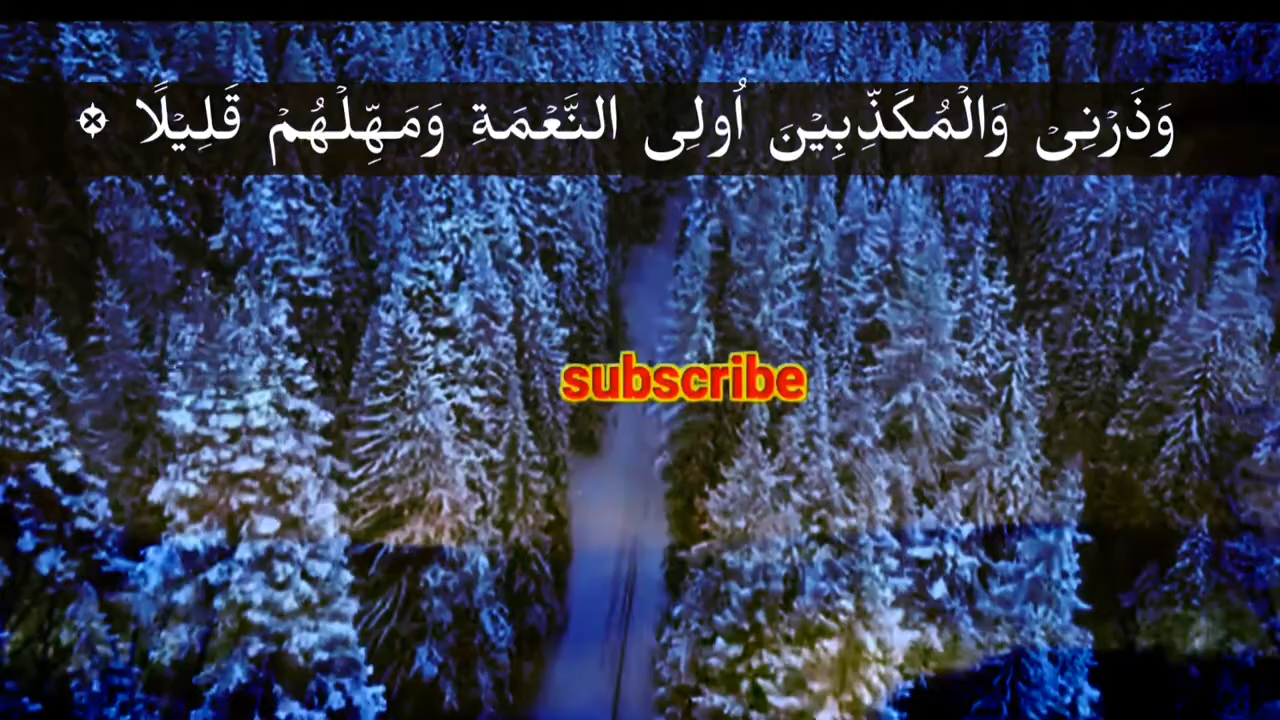 وَذَرْنِىْ وَالْمُكَذِّبِيْنَ اُولِى النَّعْمَةِ وَمَهِّلْهُمْ قَلِيْلًا
subscribe